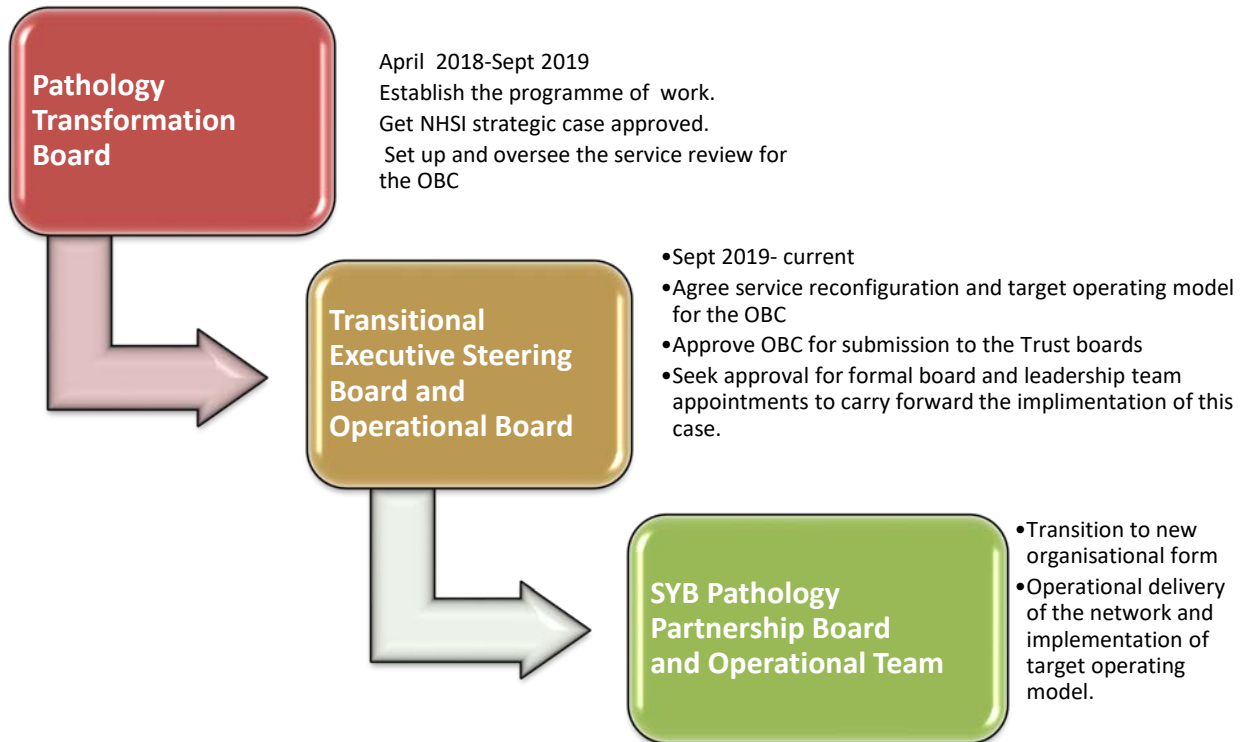 Pathology
Transformation
Board
April  2018-Sept 2019
Establish the programme of  work.
Get NHSI strategic case approved.
Set up and oversee the service review for
the OBC
Transitional
Executive Steering
Board and
Operational Board
•Sept 2019- current
•Agree service reconfiguration and target operating model
for the OBC
•Approve OBC for submission to the Trust boards
•Seek approval for formal board and leadership team
appointments to carry forward the implimentation of this
case.
SYB Pathology
Partnership Board
and Operational Team
•Transition to new
organisational form
•Operational delivery
of the network and
implementation of
target operating
model.